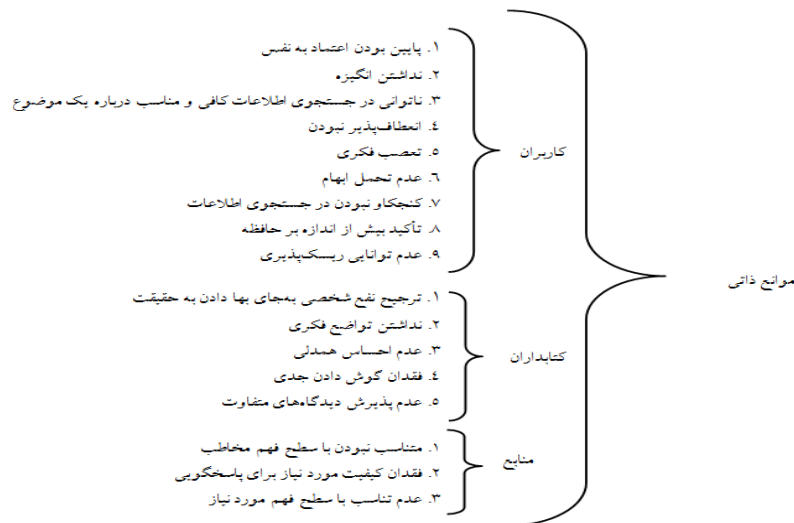 موانع ذاتی
کاربران
۱. پایین بودن اعتماد به نفس
۲. نداشتن انگیزه
۳. ناتوانی در جستجوی اطلاعات کافی و مناسب درباره یک موضوع
۴. انعطاف‌پذیر نبودن
۵. تعصب فکری
۶. عدم تحمل ابهام
۷. کنجکاو نبودن در جستجوی اطلاعات
۸. تأکید بیش از اندازه بر حافظه
۹. عدم توانایی ریسک‌پذیری
کتابداران
۱. ترجیح نفع شخصی به‌جای بها دادن به حقیقت
۲. نداشتن تواضع فکری
۳. عدم احساس همدلی
۴. فقدان گوش دادن جدی
۵. عدم پذیرش دیدگاه‌های متفاوت
منابع
۱. متناسب نبودن با سطح فهم مخاطب
۲. فقدان کیفیت مورد نیاز برای پاسخگویی
۳. عدم تناسب با سطح فهم مورد نیاز